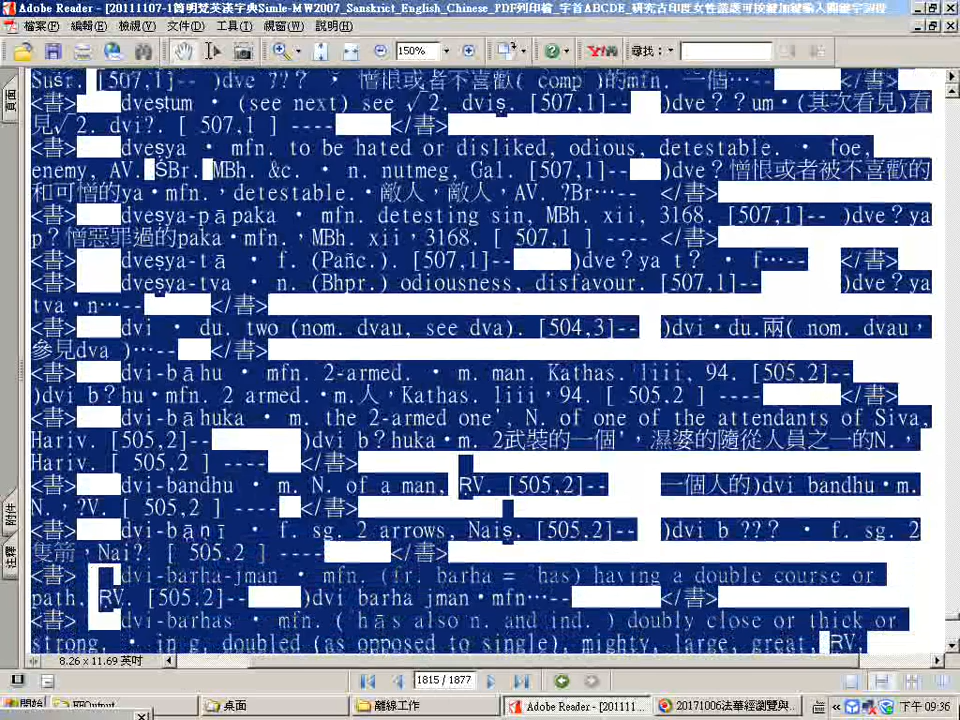 Adobe Reader - [20111107-1簡明梵英漢字典Simle-MW2007_Sanskrict_English_Chinese_PDF列印檔_字首ABCDE_研究古印度女性
檔案(F) 編輯(E) 檢視(V) 文件(D) 工具(T) 視窗(W) 說明(H)
150% 尋找：
頁面
Suśr. [507,1]-- )dve ??? • 憎恨或者不喜歡( comp )的mfn. 一個…-- </書>
<書> dveṣtum • (see next) see √2. dviṣ. [507,1]-- )dve？？um•(其次看見)看
見√2. dvi?. [ 507,1 ] ---- </書>
<書> dveṣya • mfn. to be hated or disliked, odious, detestable. • foe,
enemy, AV. ŚBr. MBh. &c. • n. nutmeg, Gal. [507,1]-- )dve？憎恨或者被不喜歡的
和可憎的ya•mfn.，detestable.•敵人，敵人，AV. ?Br…-- </書>
<書> dveṣya-pāpaka • mfn. detesting sin, MBh. xii, 3168. [507,1]-- )dve？ya
p？憎惡罪過的paka•mfn.，MBh. xii，3168. [ 507,1 ] ---- </書>
<書> dveṣya-tā • f. (Pañc.). [507,1]-- )dve？ya t？ • f…-- </書>
<書> dveṣya-tva • n. (Bhpr.) odiousness, disfavour. [507,1]-- )dve？ya
tva•n…-- </書>
<書> dvi • du. two (nom. dvau, see dva). [504,3]-- )dvi•du.兩( nom. dvau，
參見dva )…-- </書>
<書> dvi-bāhu • mfn. 2-armed. • m. man. Kathas. liii, 94. [505,2]--
)dvi b？hu•mfn. 2 armed.•m.人，Kathas. liii，94. [ 505,2 ] ---- </書>
<書> dvi-bāhuka • m. the 2-armed one', N. of one of the attendants of Siva,
Hariv. [505,2]-- )dvi b？huka•m. 2武裝的一個'，濕婆的隨從人員之一的N.，
Hariv. [ 505,2 ] ---- </書>
<書> dvi-bandhu • m. N. of a man, RV. [505,2]-- 一個人的)dvi bandhu•m.
N.，?V. [ 505,2 ] ---- </書>
<書> dvi-bāṇī • f. sg. 2 arrows, Naiṣ. [505,2]-- )dvi b ??? • f. sg. 2
隻箭，Nai?. [ 505,2 ] ---- </書>
<書> dvi-barha-jman • mfn. (fr. barha = °has) having a double course or
path, RV. [505,2]-- )dvi barha jman•mfn…-- </書>
<書> dvi-barhas • mfn. (°hās also n. and ind.) doubly close or thick or
strong, • in g. doubled (as opposed to single), mighty, large, great, RV.
附件
注釋
8.26 x 11.69 英吋
1815 / 1877
開始 桌面 離線工作 Adobe Reader - [201111... 20171006法華經瀏覽與... 下午 09:36